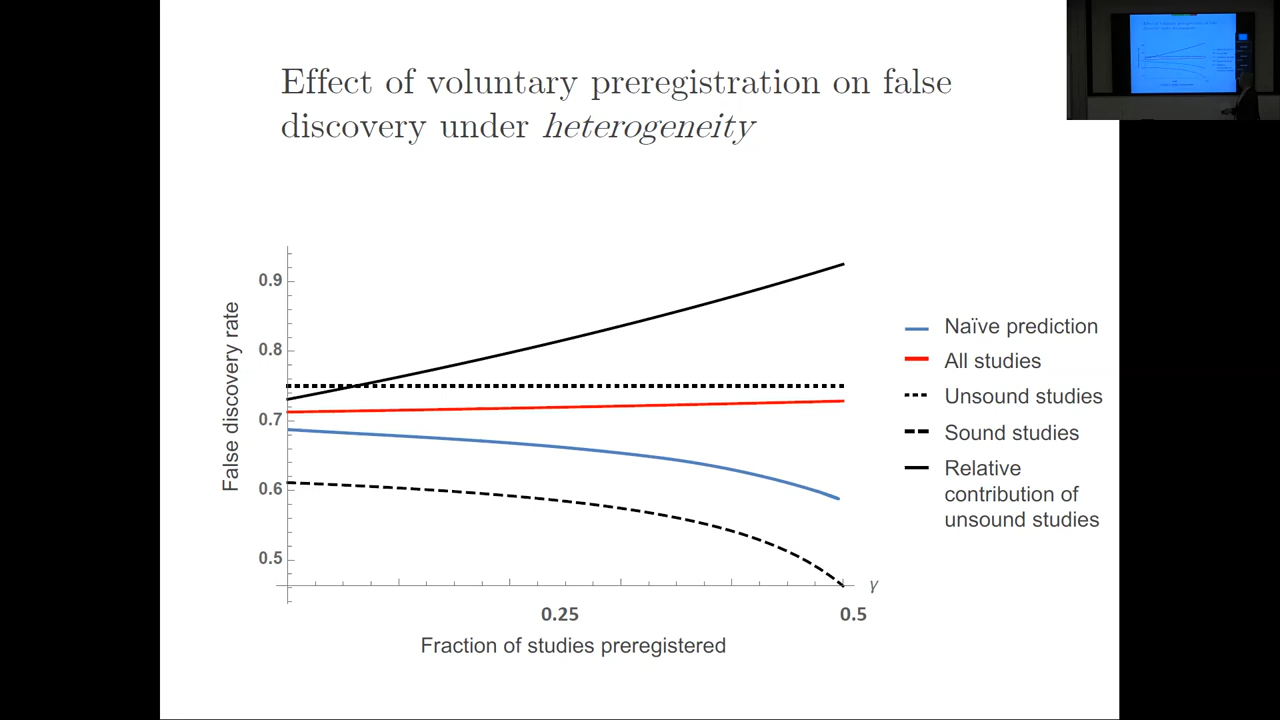 Effect of voluntary preregistration on false
discovery under heterogeneity
0.9
0.8
0.7
0.6
0.5
False discovery rate
γ
0.25
0.5
Fraction of studies preregistered
Naïve prediction
All studies
Unsound studies
Sound studies
Relative
contribution of
unsound studies